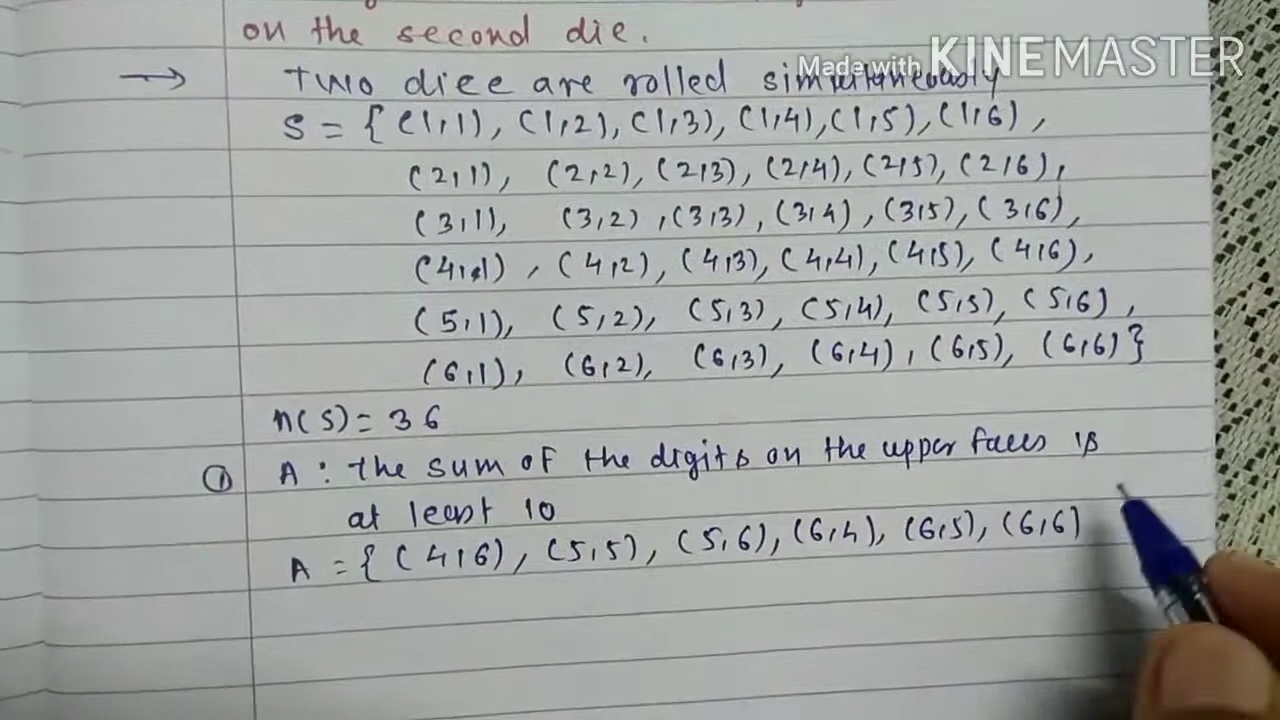 on the second die.
→ Two dice are rolled simultaneously
Made with KINEMASTER
S = { (1,1), (1,2), (1,3), (1,4), (1,5), (1,6),
(2,1), (2,2), (2,3), (2,4), (2,5), (2,6),
(3,1), (3,2), (3,3), (3,4), (3,5), (3,6),
(4,1), (4,2), (4,3), (4,4), (4,5), (4,6),
(5,1), (5,2), (5,3), (5,4), (5,5), (5,6),
(6,1), (6,2), (6,3), (6,4), (6,5), (6,6)}
n(S) = 36
① A : the sum of the digits on the upper faces is
at least 10
A = { (4,6), (5,5), (5,6), (6,4), (6,5), (6,6)